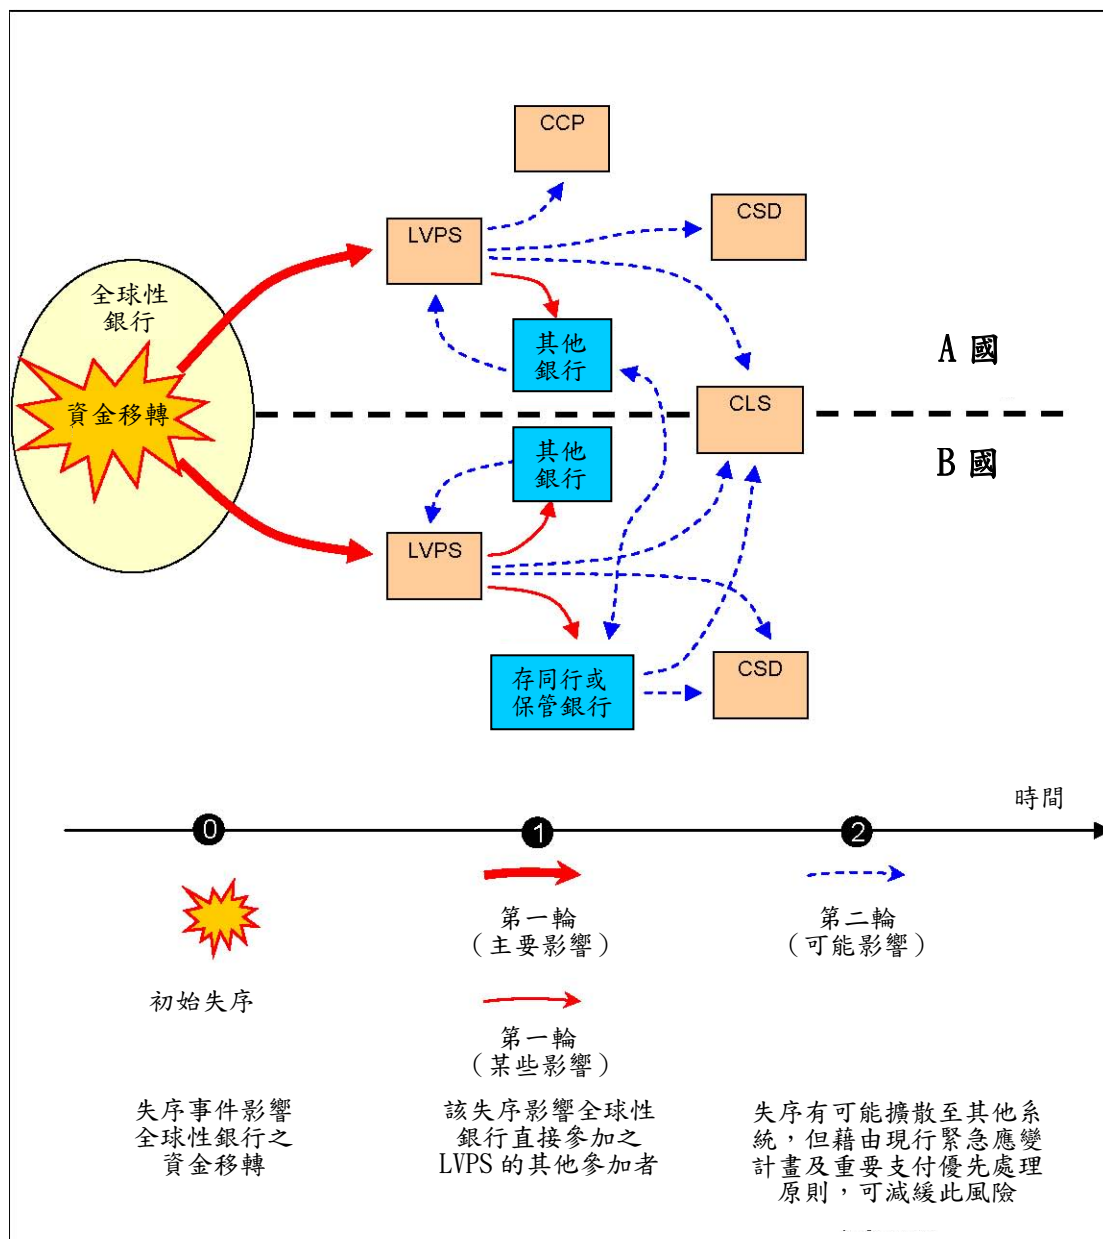 CCP
CSD
LVPS
全球性
銀行
其他
銀行
A 國
資金移轉
CLS
其他
銀行
B 國
LVPS
存同行或
保管銀行
CSD
時間
0
1
2
第一輪
（主要影響）
第二輪
（可能影響）
初始失序
第一輪
（某些影響）
失序事件影響
全球性銀行之
資金移轉
該失序影響全球性
銀行直接參加之
LVPS 的其他參加者
失序有可能擴散至其他系
統，但藉由現行緊急應變
計畫及重要支付優先處理
原則，可減緩此風險